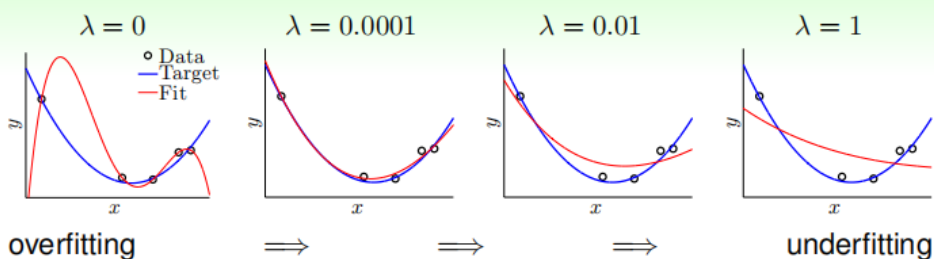 λ = 0
λ = 0.0001
λ = 0.01
λ = 1
Data
Target
Fit
y
x
y
x
y
x
y
x
overfitting ⟹ ⟹ ⟹ underfitting